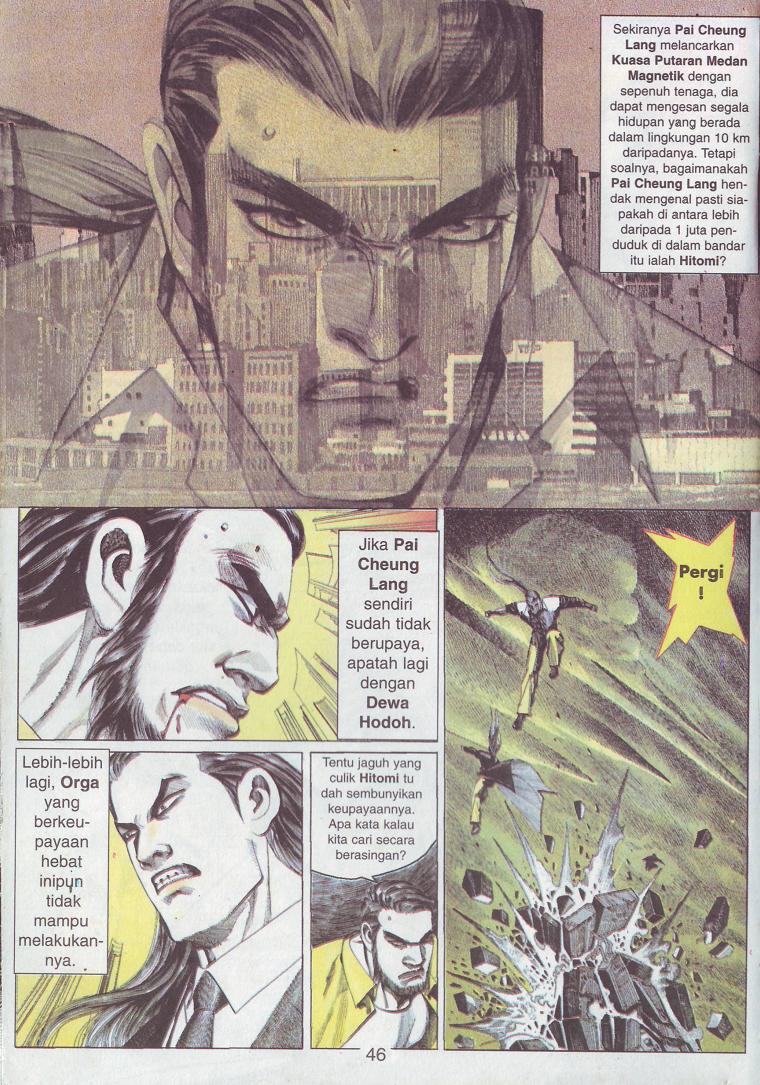 Sekiranya Pai Cheung
Lang melancarkan
Kuasa Putaran Medan
Magnetik dengan
sepenuh tenaga, dia
dapat mengesan segala
hidupan yang berada
dalam lingkungan 10 km
daripadanya. Tetapi
soalnya, bagaimanakah
Pai Cheung Lang hen-
dak mengenal pasti sia-
pakah di antara lebih
daripada 1 juta pen-
duduk di dalam bandar
itu ialah Hitomi?
Jika Pai
Cheung
Lang
sendiri
sudah tidak
berupaya,
apatah lagi
dengan
Dewa
Hodoh.
Lebih-lebih
lagi, Orga
yang
berkeu-
payaan
hebat
inipun
tidak
mampu
melakukan-
nya.
Tentu jaguh yang
culik Hitomi tu
dah sembunyikan
keupayaannya.
Apa kata kalau
kita cari secara
berasingan?
Pergi
!
46